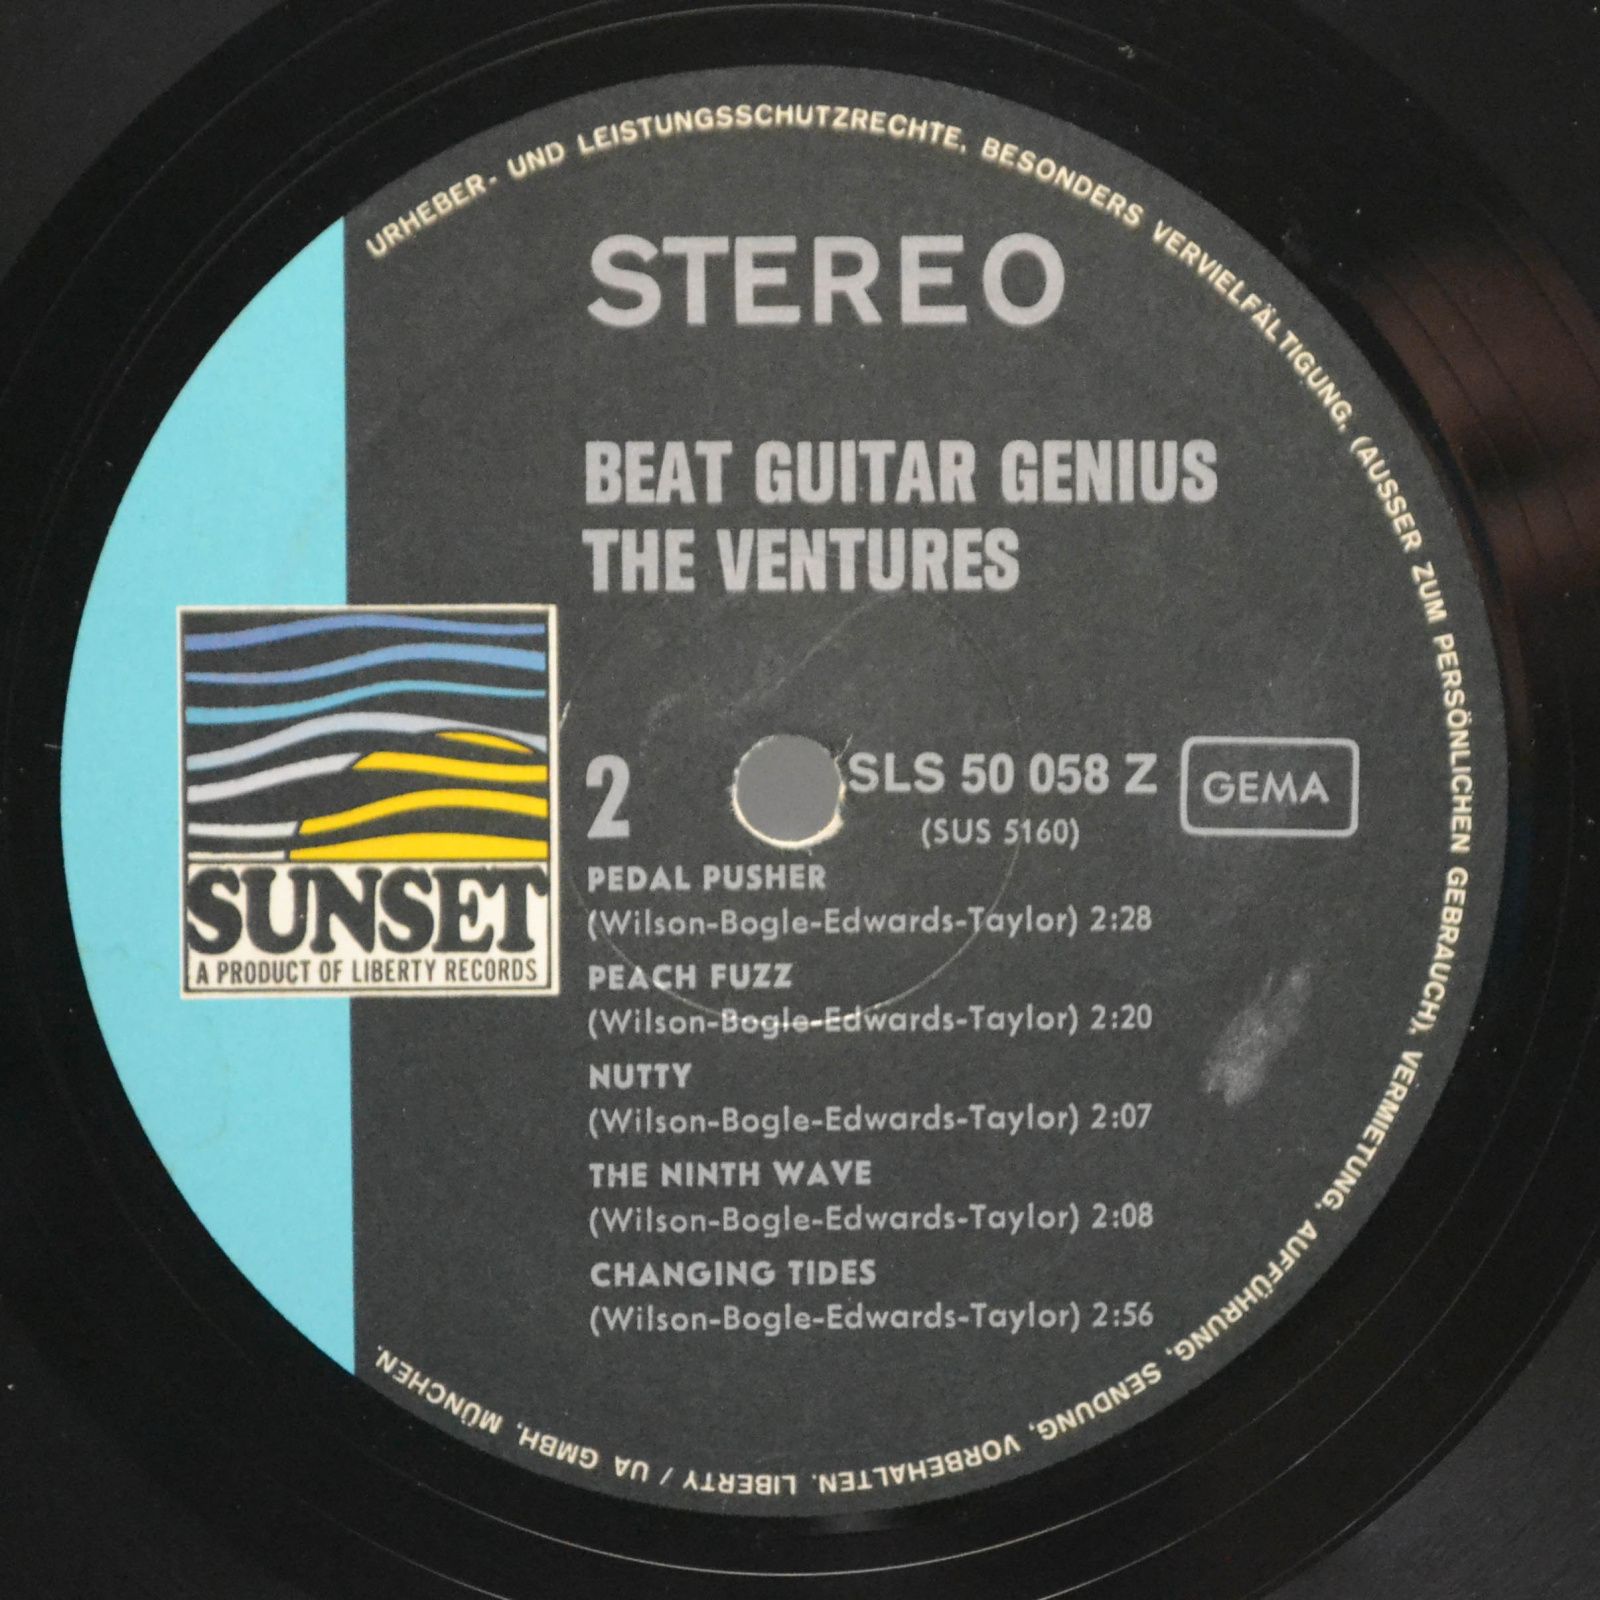 URHEBER- UND LEISTUNGSSCHUTZRECHTE, BESONDERS VERVIELFÄLTIGUNG, (AUSSER ZUM PERSÖNLICHEN GEBRAUCH), VERMIETUNG, AUFFÜHRUNG, SENDUNG, VORBEHALTEN. LIBERTY / UA GMBH, MÜNCHEN.
STEREO
BEAT GUITAR GENIUS
THE VENTURES
SUNSET
A PRODUCT OF LIBERTY RECORDS
2
SLS 50 058 Z
GEMA
(SUS 5160)
PEDAL PUSHER
(Wilson-Bogle-Edwards-Taylor) 2:28
PEACH FUZZ
(Wilson-Bogle-Edwards-Taylor) 2:20
NUTTY
(Wilson-Bogle-Edwards-Taylor) 2:07
THE NINTH WAVE
(Wilson-Bogle-Edwards-Taylor) 2:08
CHANGING TIDES
(Wilson-Bogle-Edwards-Taylor) 2:56